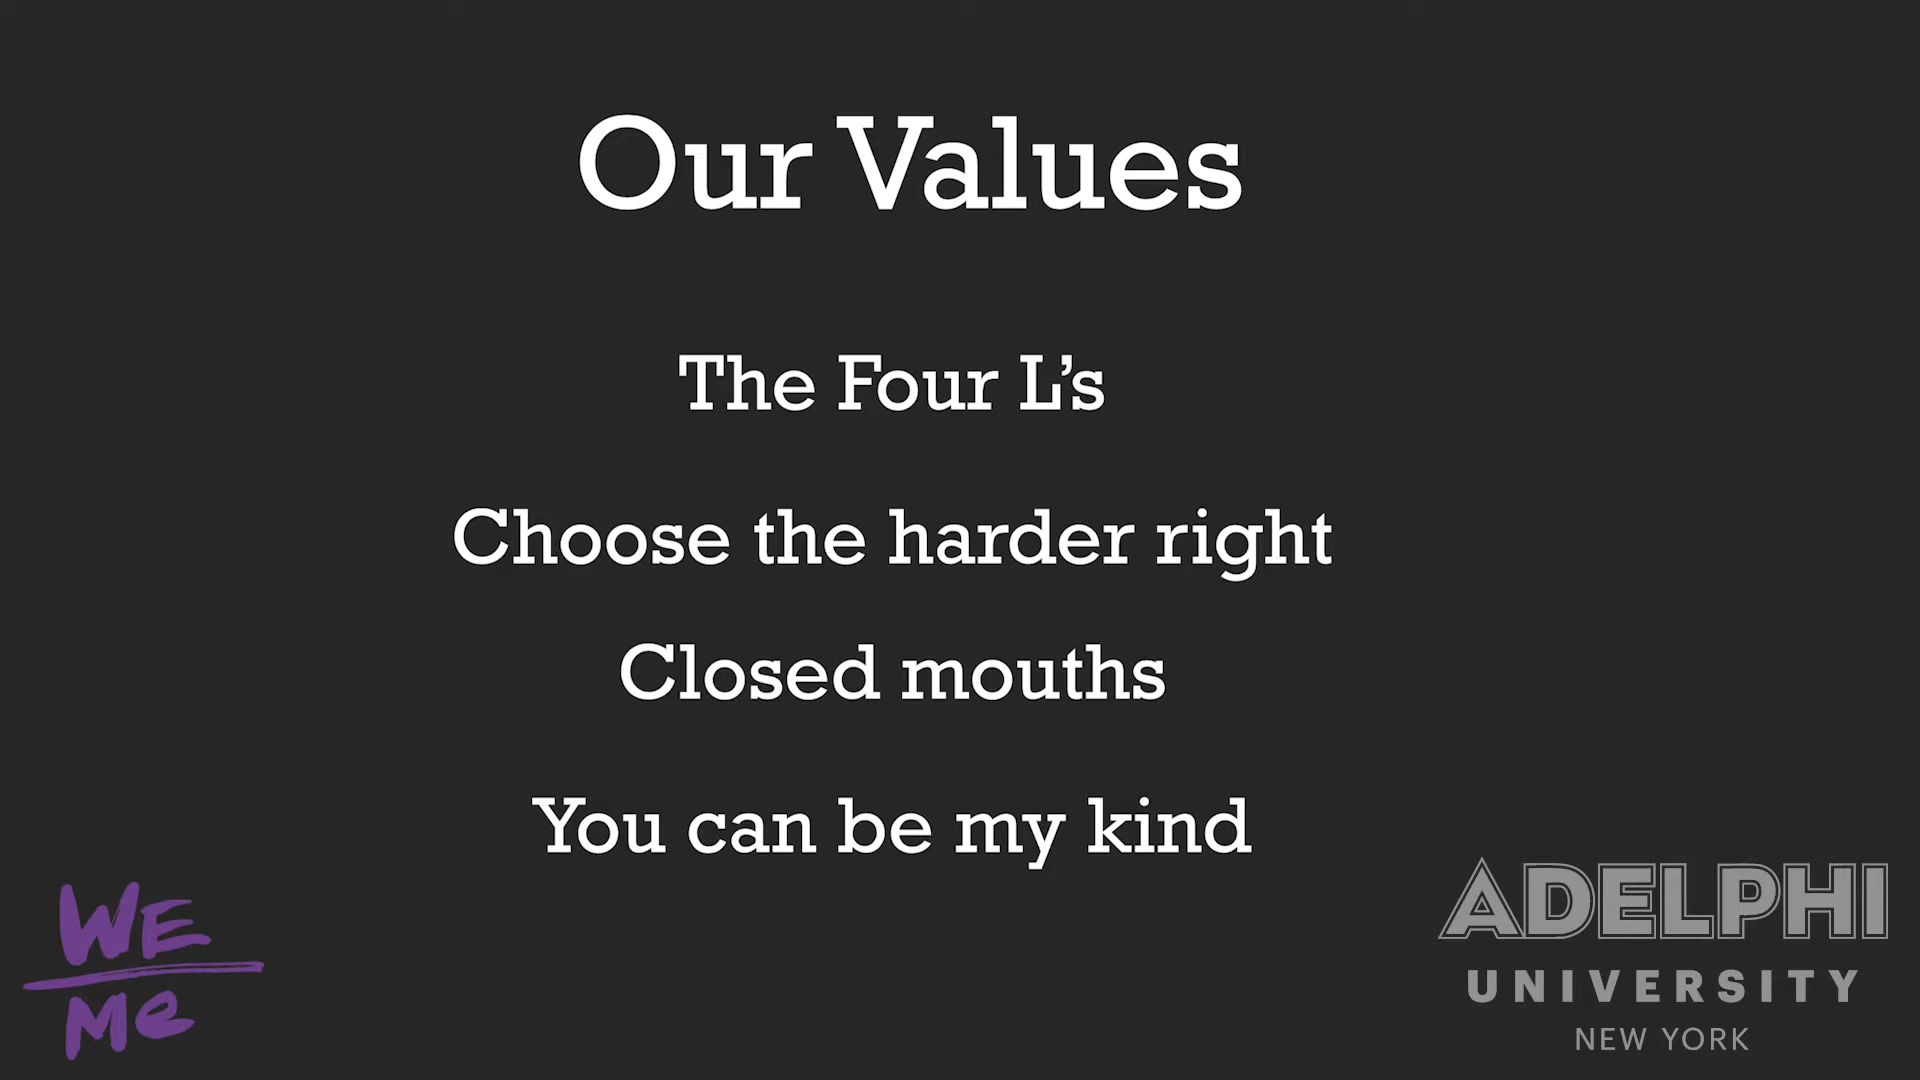 Our Values
The Four L’s
Choose the harder right
Closed mouths
You can be my kind
WE
Me
ADELPHI
UNIVERSITY
NEW YORK